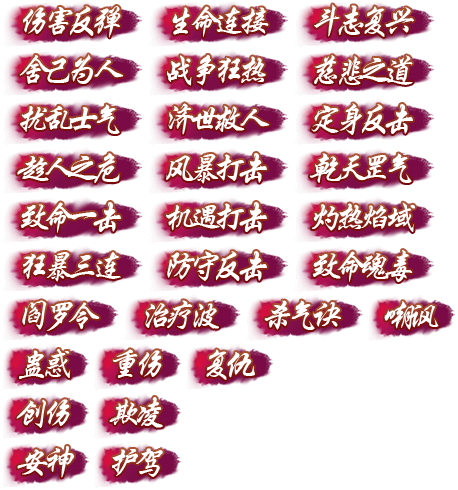 伤害反弹 生命连接 斗志复兴
舍己为人 战争狂热 慈悲之道
扰乱士气 济世救人 定身反击
趁人之危 风暴打击 乾天罡气
致命一击 机遇打击 灼热焰域
狂暴三连 防守反击 致命魂毒
阎罗令 治疗波 杀气诀 嘲讽
蛊惑 重伤 复仇
创伤 欺凌
安神 护驾